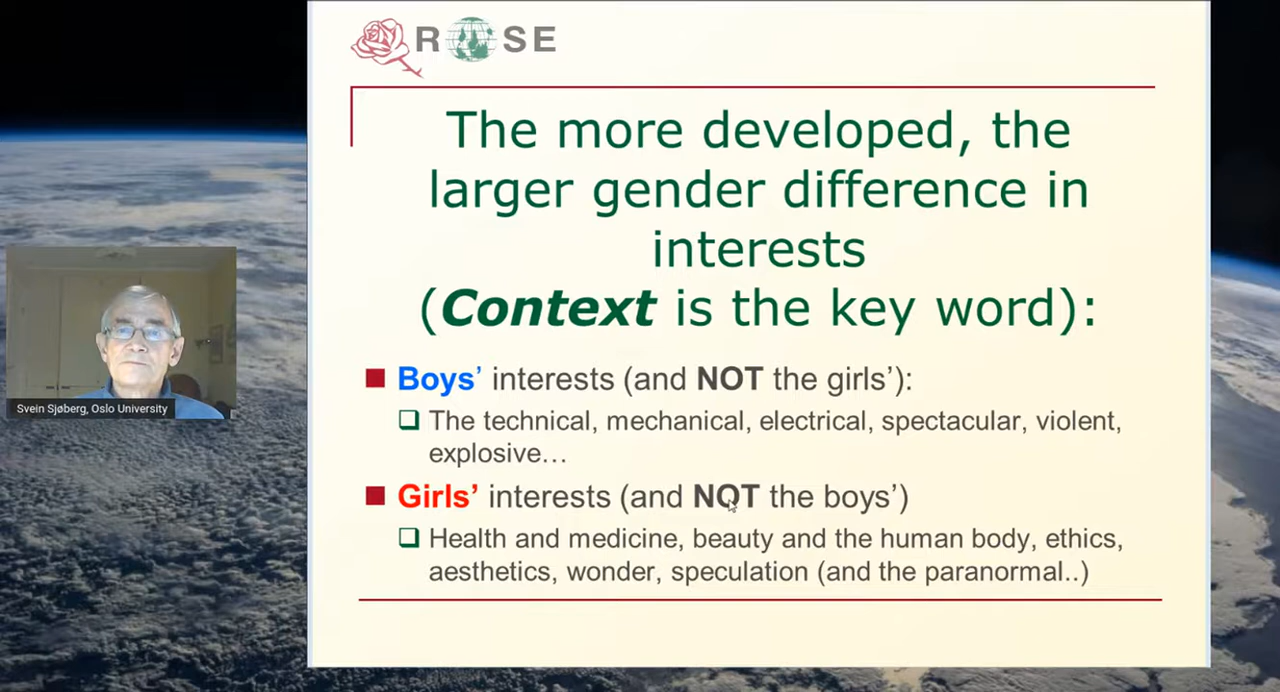 R SE
The more developed, the
larger gender difference in
interests
(Context is the key word):
Boys’ interests (and NOT the girls’):
The technical, mechanical, electrical, spectacular, violent,
explosive…
Girls’ interests (and NOT the boys’)
Health and medicine, beauty and the human body, ethics,
aesthetics, wonder, speculation (and the paranormal..)
Svein Sjøberg, Oslo University